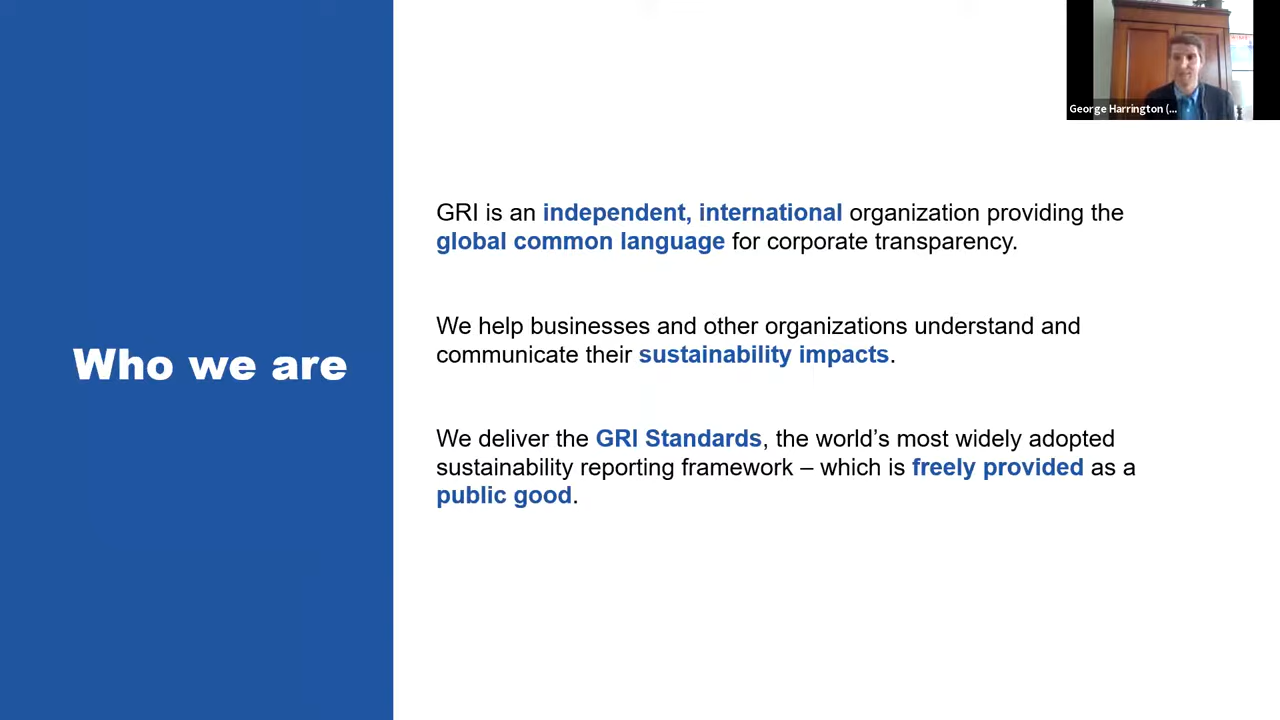 George Harrington (...
Who we are
GRI is an independent, international organization providing the
global common language for corporate transparency.
We help businesses and other organizations understand and
communicate their sustainability impacts.
We deliver the GRI Standards, the world’s most widely adopted
sustainability reporting framework – which is freely provided as a
public good.